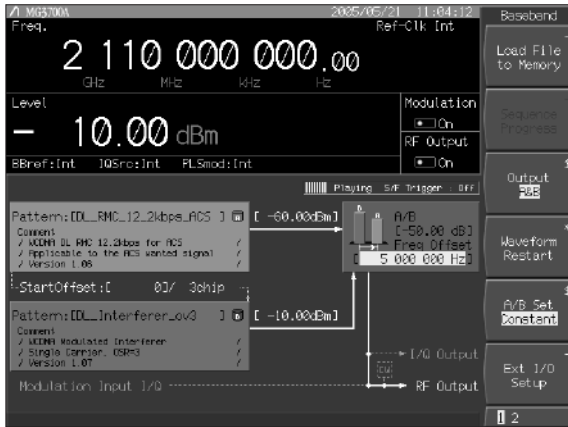 MG3700A 2005/05/21 11:04:12
Freq. Ref-Clk Int
2 110 000 000.00
GHz MHz kHz Hz
Level
- 10.00 dBm
Modulation
On
RF Output
On
BBref:Int IQSrc:Int PLSmod:Int
Playing S/F Trigger : Off
Pattern:[DL_RMC_12_2kbps_ACS ] [ -60.00dBm]
Comment
/ WCDMA DL RMC 12.2kbps for ACS /
/ Applicable to the ACS wanted signal /
/ Version 1.06 /
A/B
[-50.00 dB]
Freq Offset
[ 5 000 000 Hz]
StartOffset:[ 0]/ 3chip
Pattern:[DL_Interferer_ov3 ] [ -10.00dBm]
Comment
/ WCDMA Modulated Interferer /
/ Single Carrier, OSR=3 /
/ Version 1.07 /
I/Q Output
CW
Modulation Input I/Q
RF Output
Baseband
Load File
to Memory
Sequence
Progress
Output
A&B
Waveform
Restart
A/B Set
Constant
Ext I/O
Setup
1 2